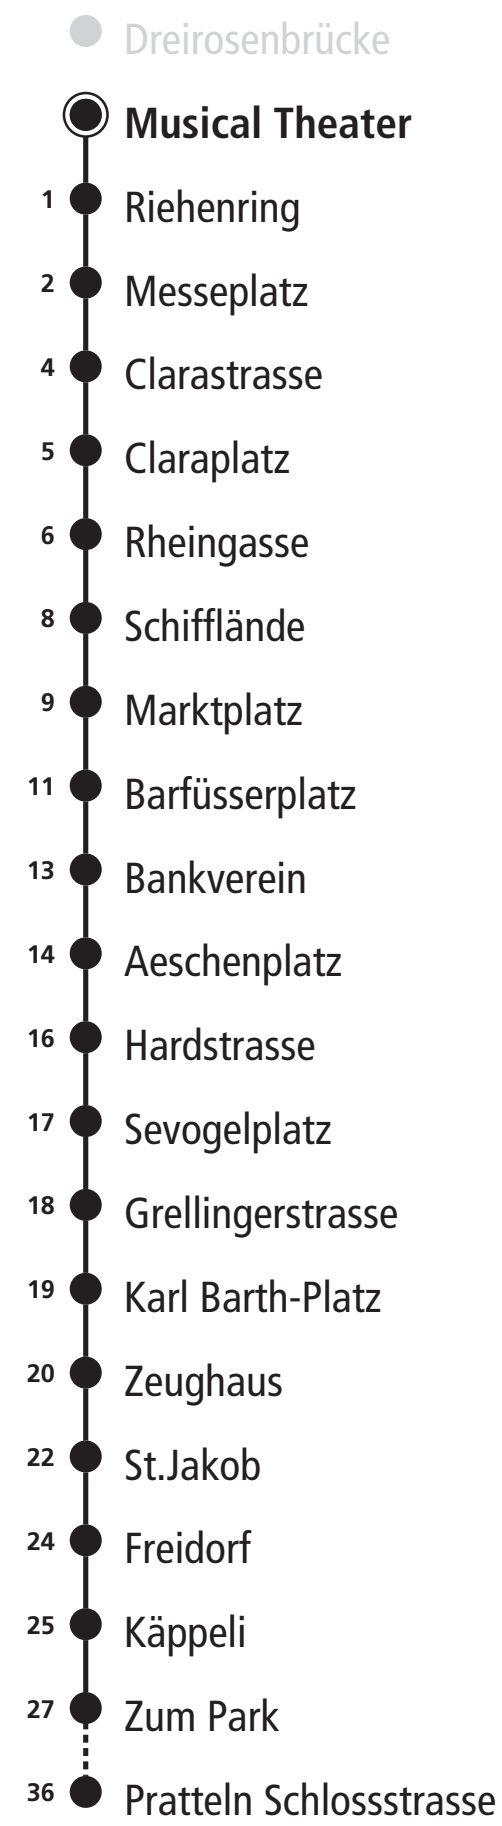 Dreirosenbrücke
Musical Theater
1 Riehenring
2 Messeplatz
4 Clarastrasse
5 Claraplatz
6 Rheingasse
8 Schifflände
9 Marktplatz
11 Barfüsserplatz
13 Bankverein
14 Aeschenplatz
16 Hardstrasse
17 Sevogelplatz
18 Grellingerstrasse
19 Karl Barth-Platz
20 Zeughaus
22 St.Jakob
24 Freidorf
25 Käppeli
27 Zum Park
36 Pratteln Schlossstrasse